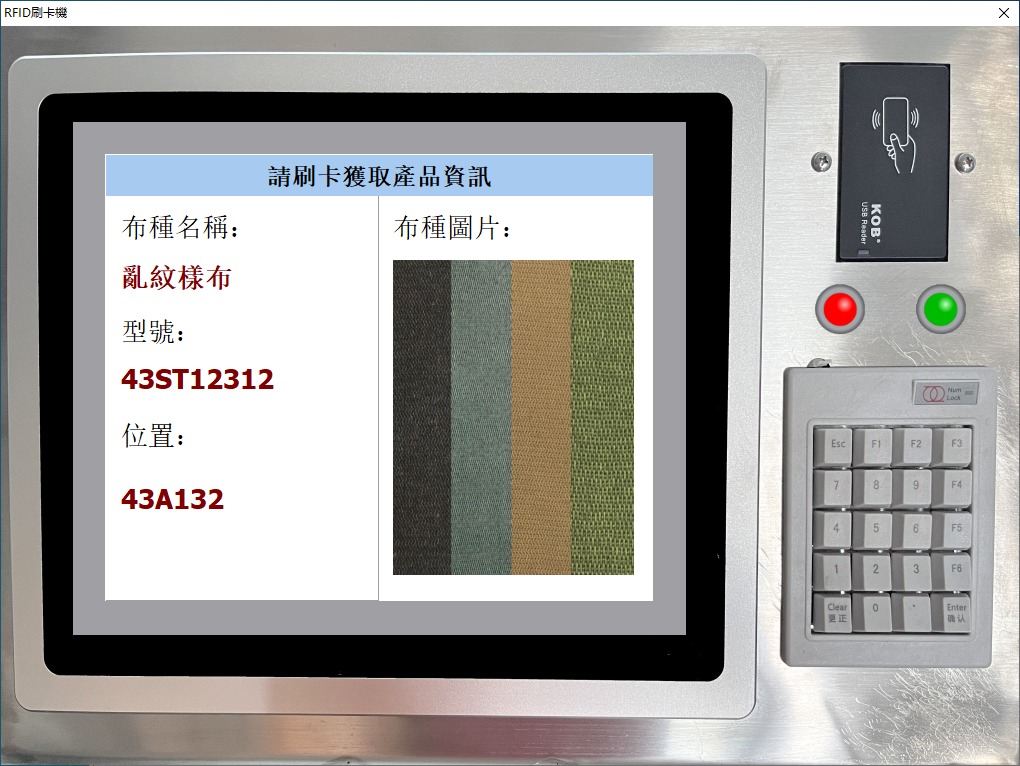 RFID刷卡機
請刷卡獲取產品資訊
布種名稱：
亂紋樣布
型號：
43ST12312
位置：
43A132
布種圖片：
KOB
USB Reader
Num
Lock
Esc F1 F2 F3
7 8 9 F4
4 5 6 F5
1 2 3 F6
Clear
更正
0
.
Enter
确认